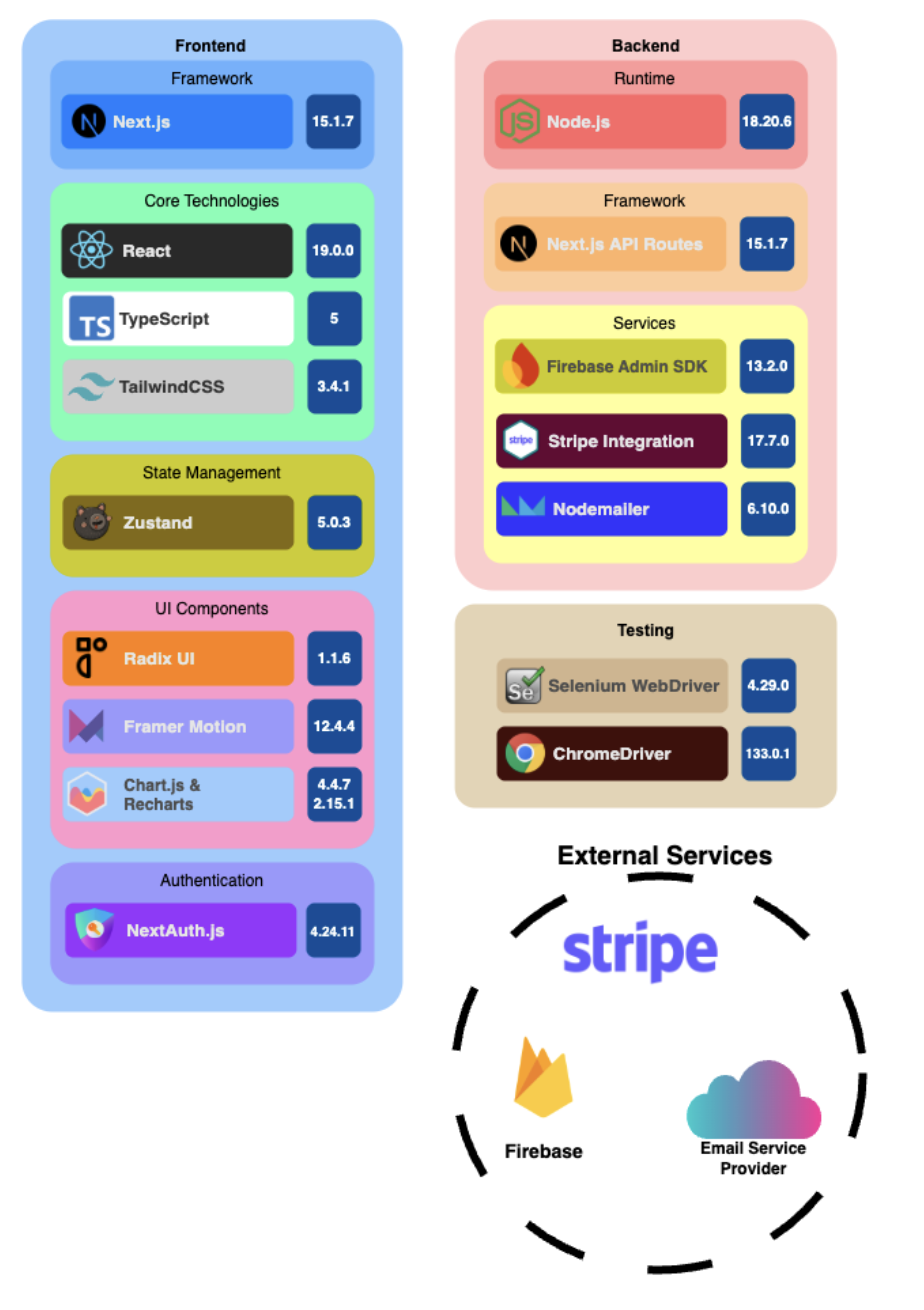 Frontend
Framework
Next.js 15.1.7
Core Technologies
React 19.0.0
TS TypeScript 5
TailwindCSS 3.4.1
State Management
Zustand 5.0.3
UI Components
Radix UI 1.1.6
Framer Motion 12.4.4
Chart.js & 4.4.7
Recharts 2.15.1
Authentication
NextAuth.js 4.24.11
Backend
Runtime
JS Node.js 18.20.6
Framework
N Next.js API Routes 15.1.7
Services
Firebase Admin SDK 13.2.0
stripe Stripe Integration 17.7.0
Nodemailer 6.10.0
Testing
Se Selenium WebDriver 4.29.0
ChromeDriver 133.0.1
External Services
stripe
Firebase
Email Service
Provider